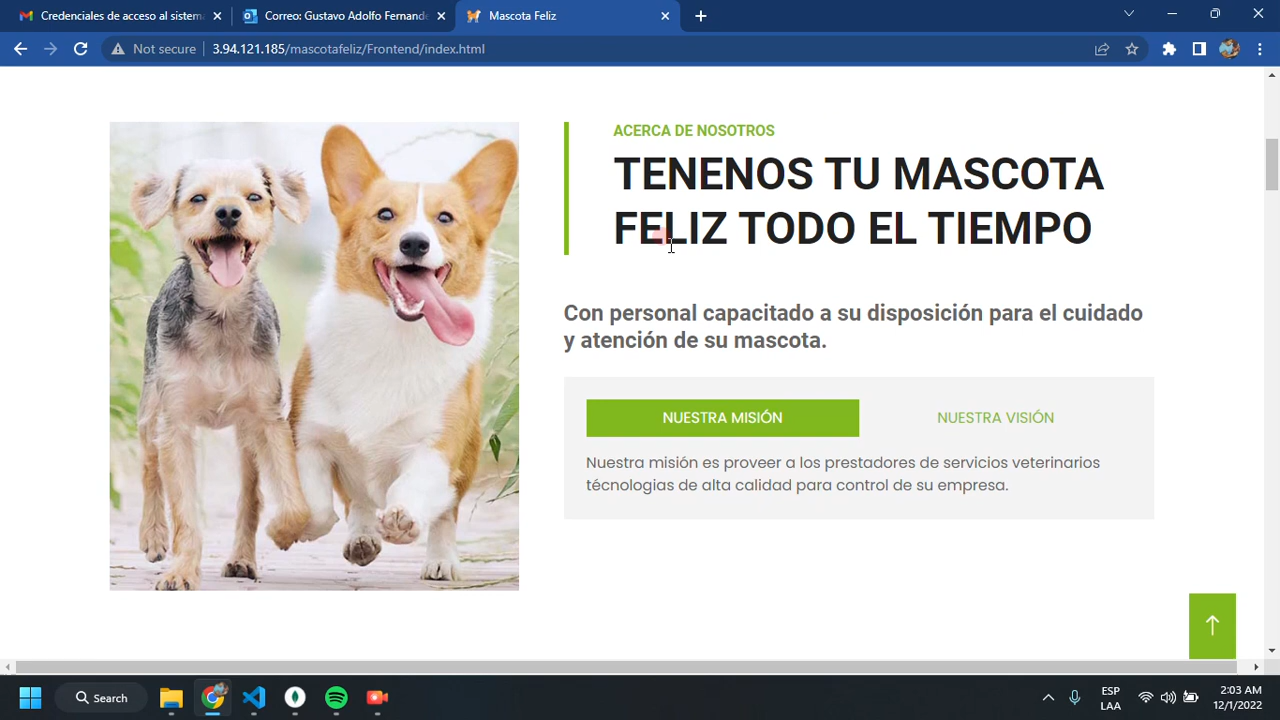 Credenciales de acceso al sistema
Correo: Gustavo Adolfo Fernande
Mascota Feliz
Not secure
3.94.121.185/mascotafeliz/Frontend/index.html
ACERCA DE NOSOTROS
TENENOS TU MASCOTA
FELIZ TODO EL TIEMPO
Con personal capacitado a su disposición para el cuidado
y atención de su mascota.
NUESTRA MISIÓN
NUESTRA VISIÓN
Nuestra misión es proveer a los prestadores de servicios veterinarios
técnologias de alta calidad para control de su empresa.
Search
ESP
LAA
2:03 AM
12/1/2022